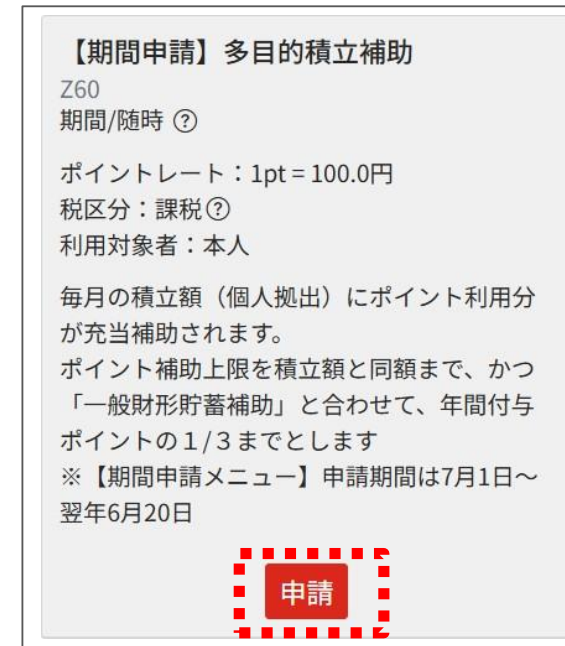 【期間申請】多目的積立補助
Z60
期間/随時 ?
ポイントレート：1pt = 100.0円
税区分：課税?
利用対象者：本人
毎月の積立額（個人拠出）にポイント利用分
が充当補助されます。
ポイント補助上限を積立額と同額まで、かつ
「一般財形貯蓄補助」と合わせて、年間付与
ポイントの１/３までとします
※【期間申請メニュー】申請期間は7月1日～
翌年6月20日
申請